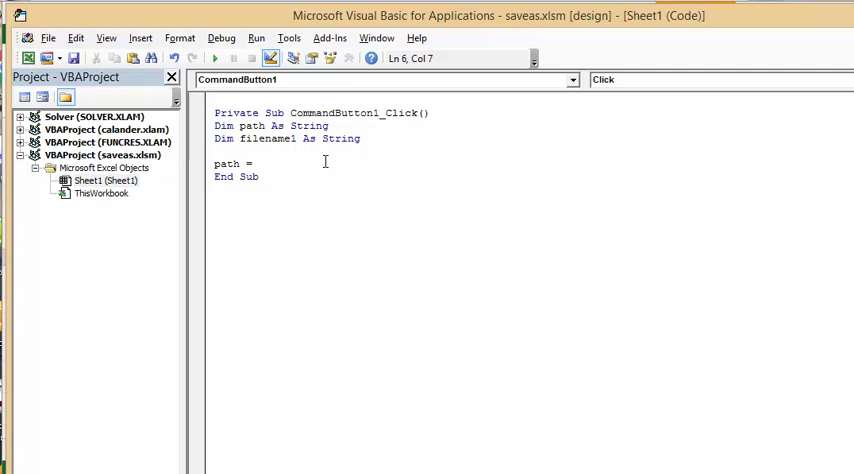 Microsoft Visual Basic for Applications - saveas.xlsm [design] - [Sheet1 (Code)]
File Edit View Insert Format Debug Run Tools Add-Ins Window Help
Ln 6, Col 7
Project - VBAProject
CommandButton1
Click
Solver (SOLVER.XLAM)
VBAProject (calander.xlam)
VBAProject (FUNCRES.XLAM)
VBAProject (saveas.xlsm)
Microsoft Excel Objects
Sheet1 (Sheet1)
ThisWorkbook
Private Sub CommandButton1_Click()
Dim path As String
Dim filename1 As String
path =
End Sub